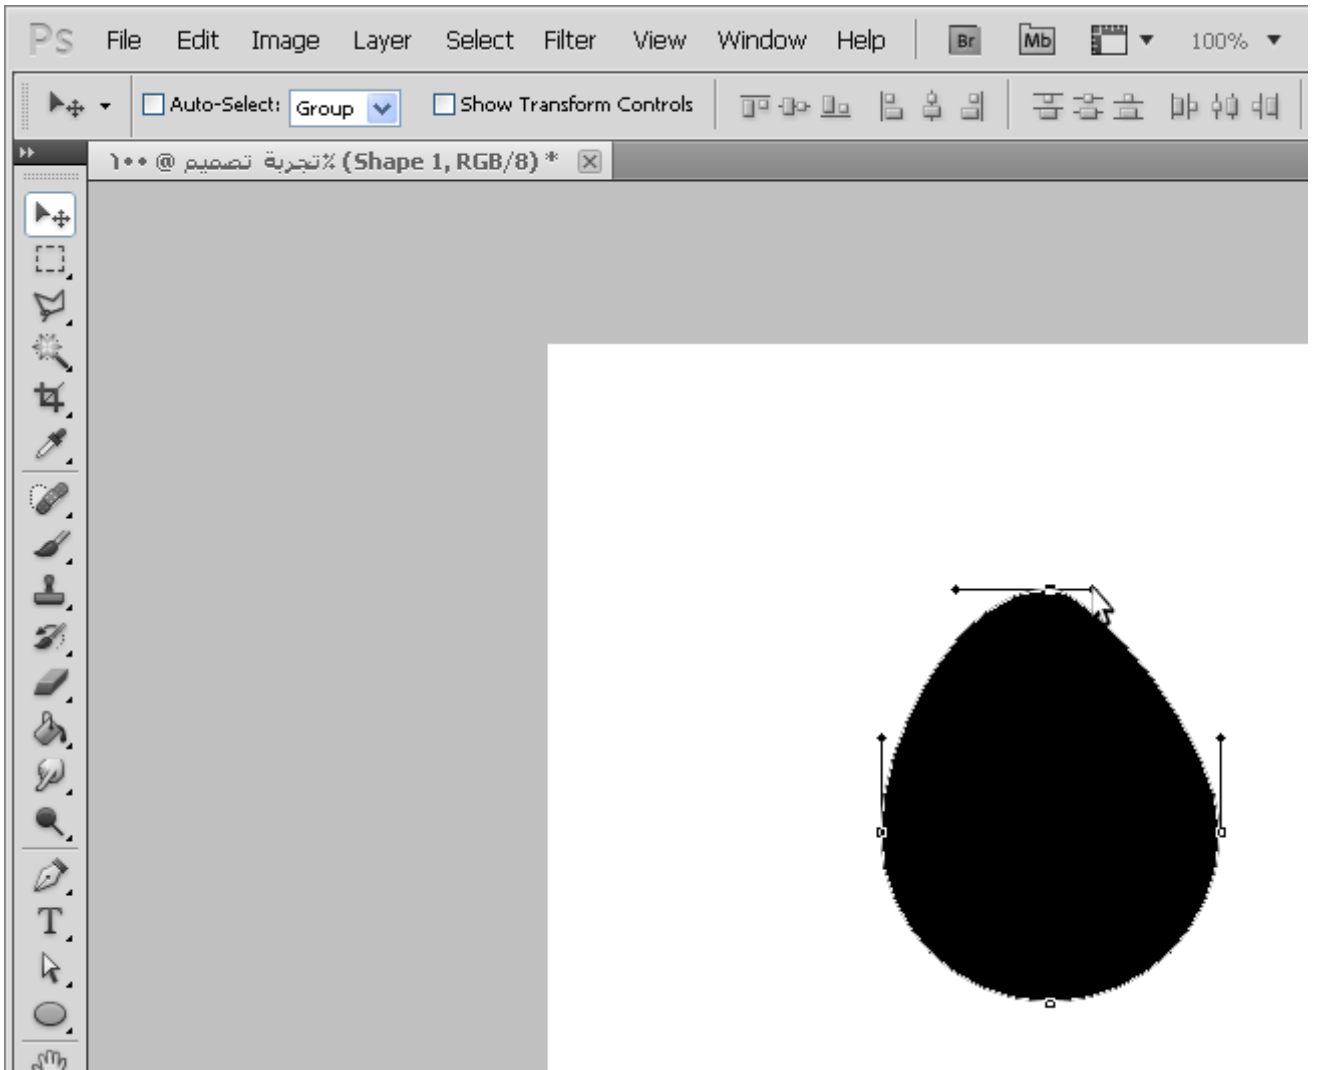 Ps File Edit Image Layer Select Filter View Window Help Br Mb 100%
Auto-Select: Group Show Transform Controls
تجربة تصميم @ ١٠٠٪ (Shape 1, RGB/8) *
T